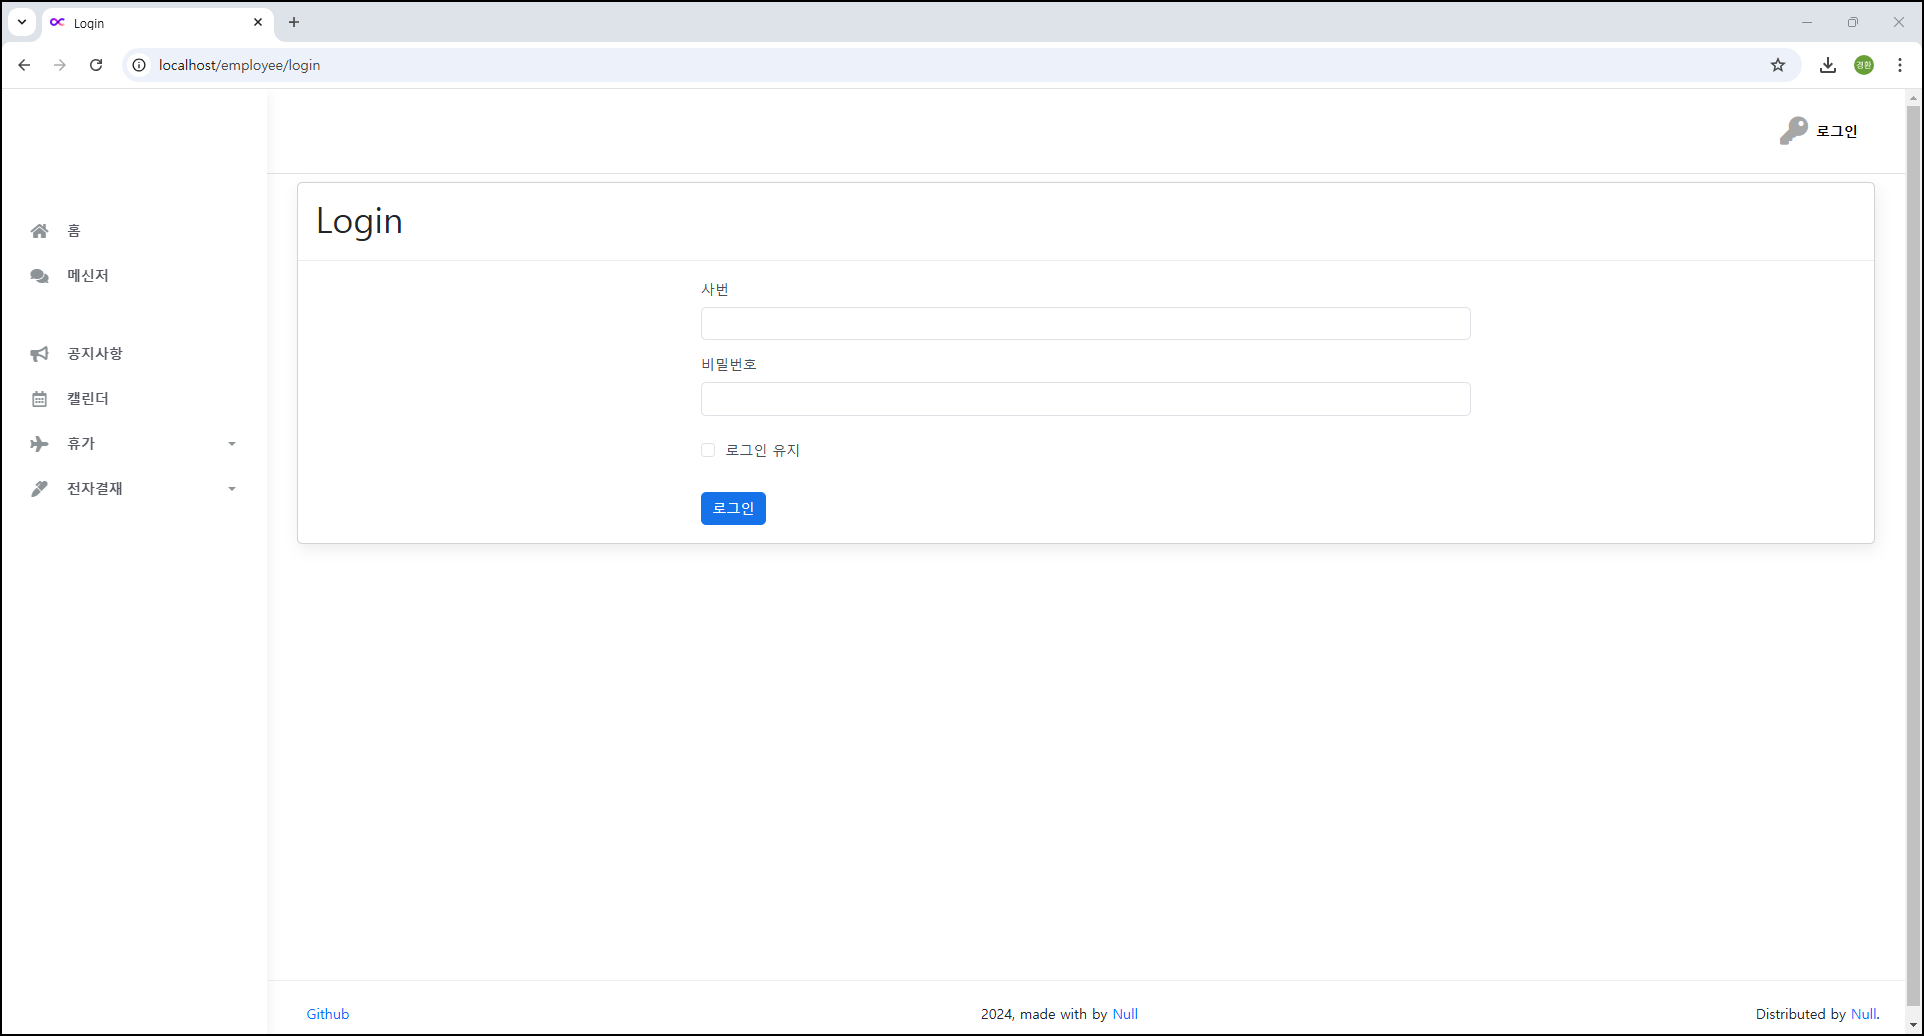 Login
localhost/employee/login
경환
로그인
홈
메신저
공지사항
캘린더
휴가
전자결재
Login
사번
비밀번호
로그인 유지
로그인
Github
2024, made with by Null
Distributed by Null.